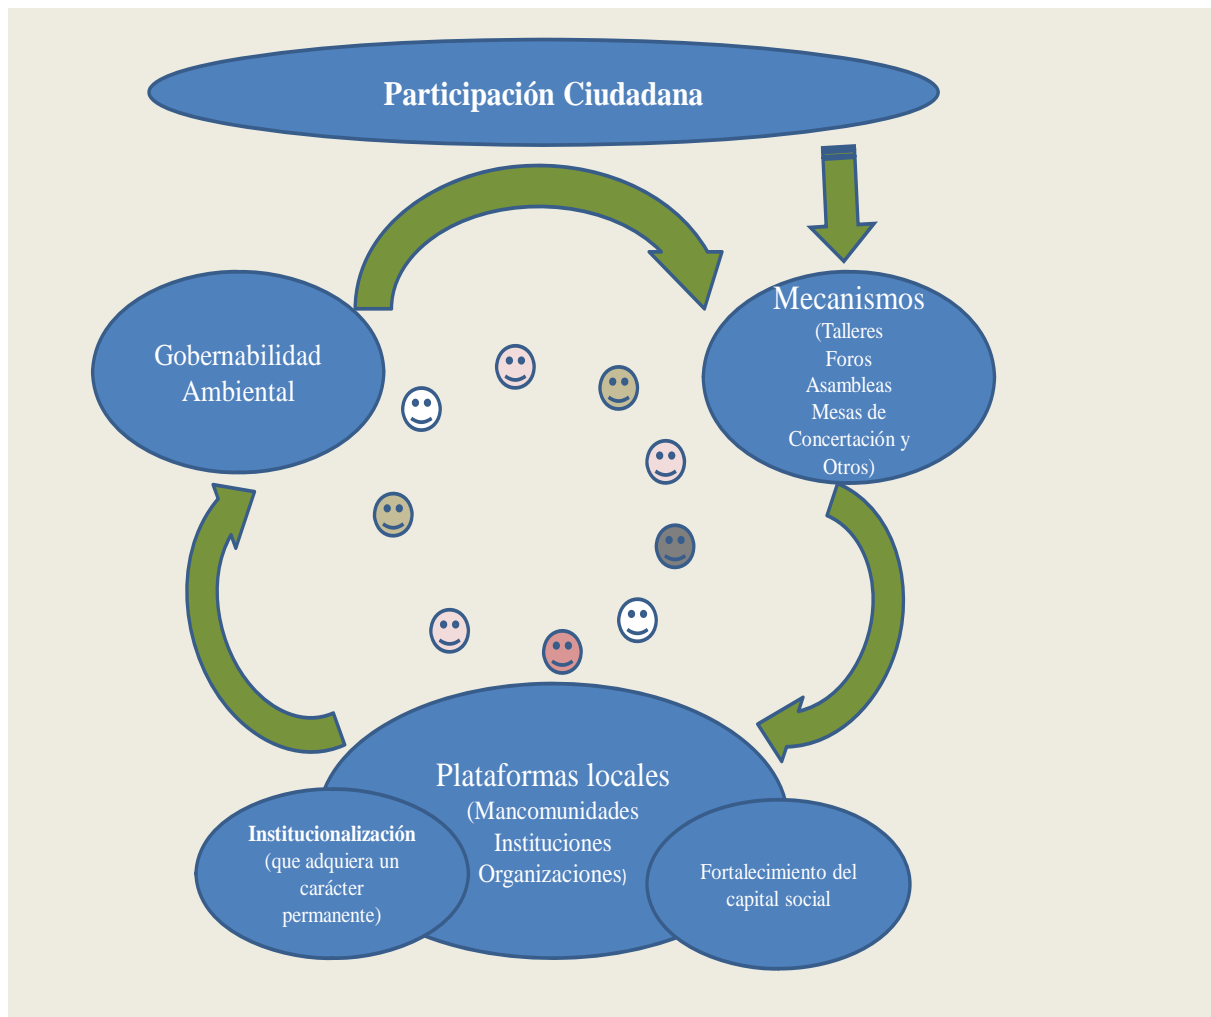 Participación Ciudadana
Gobernabilidad
Ambiental
Mecanismos
(Talleres
Foros
Asambleas
Mesas de
Concertación y
Otros)
Plataformas locales
(Mancomunidades
Instituciones
Organizaciones)
Institucionalización
(que adquiera un
carácter
permanente)
Fortalecimiento del
capital social